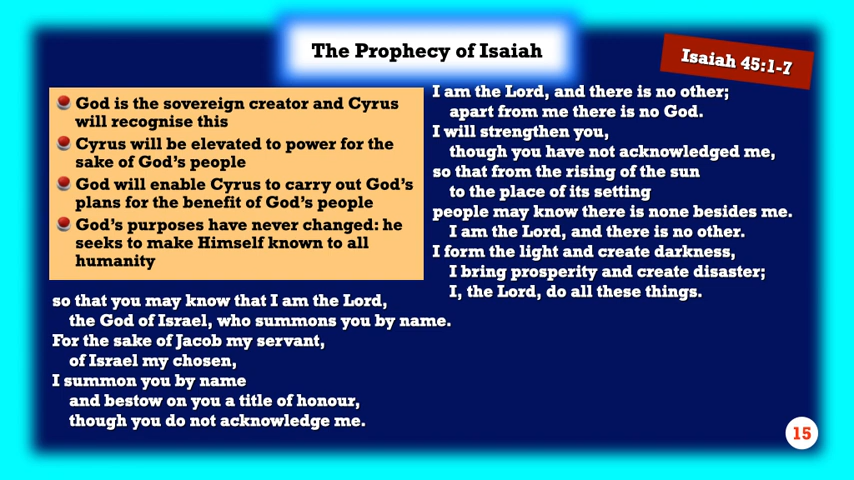 The Prophecy of Isaiah
Isaiah 45:1-7
God is the sovereign creator and Cyrus
will recognise this
Cyrus will be elevated to power for the
sake of God's people
God will enable Cyrus to carry out God's
plans for the benefit of God's people
God's purposes have never changed: he
seeks to make Himself known to all
humanity
so that you may know that I am the Lord,
the God of Israel, who summons you by name.
For the sake of Jacob my servant,
of Israel my chosen,
I summon you by name
and bestow on you a title of honour,
though you do not acknowledge me.
I am the Lord, and there is no other;
apart from me there is no God.
I will strengthen you,
though you have not acknowledged me,
so that from the rising of the sun
to the place of its setting
people may know there is none besides me.
I am the Lord, and there is no other.
I form the light and create darkness,
I bring prosperity and create disaster;
I, the Lord, do all these things.
15